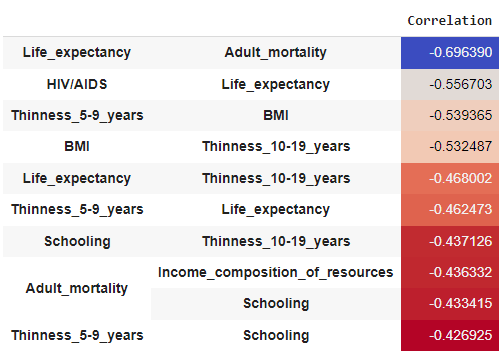 Correlation
Life_expectancy Adult_mortality -0.696390
HIV/AIDS Life_expectancy -0.556703
Thinness_5-9_years BMI -0.539365
BMI Thinness_10-19_years -0.532487
Life_expectancy Thinness_10-19_years -0.468002
Thinness_5-9_years Life_expectancy -0.462473
Schooling Thinness_10-19_years -0.437126
Adult_mortality Income_composition_of_resources -0.436332
Schooling -0.433415
Thinness_5-9_years Schooling -0.426925